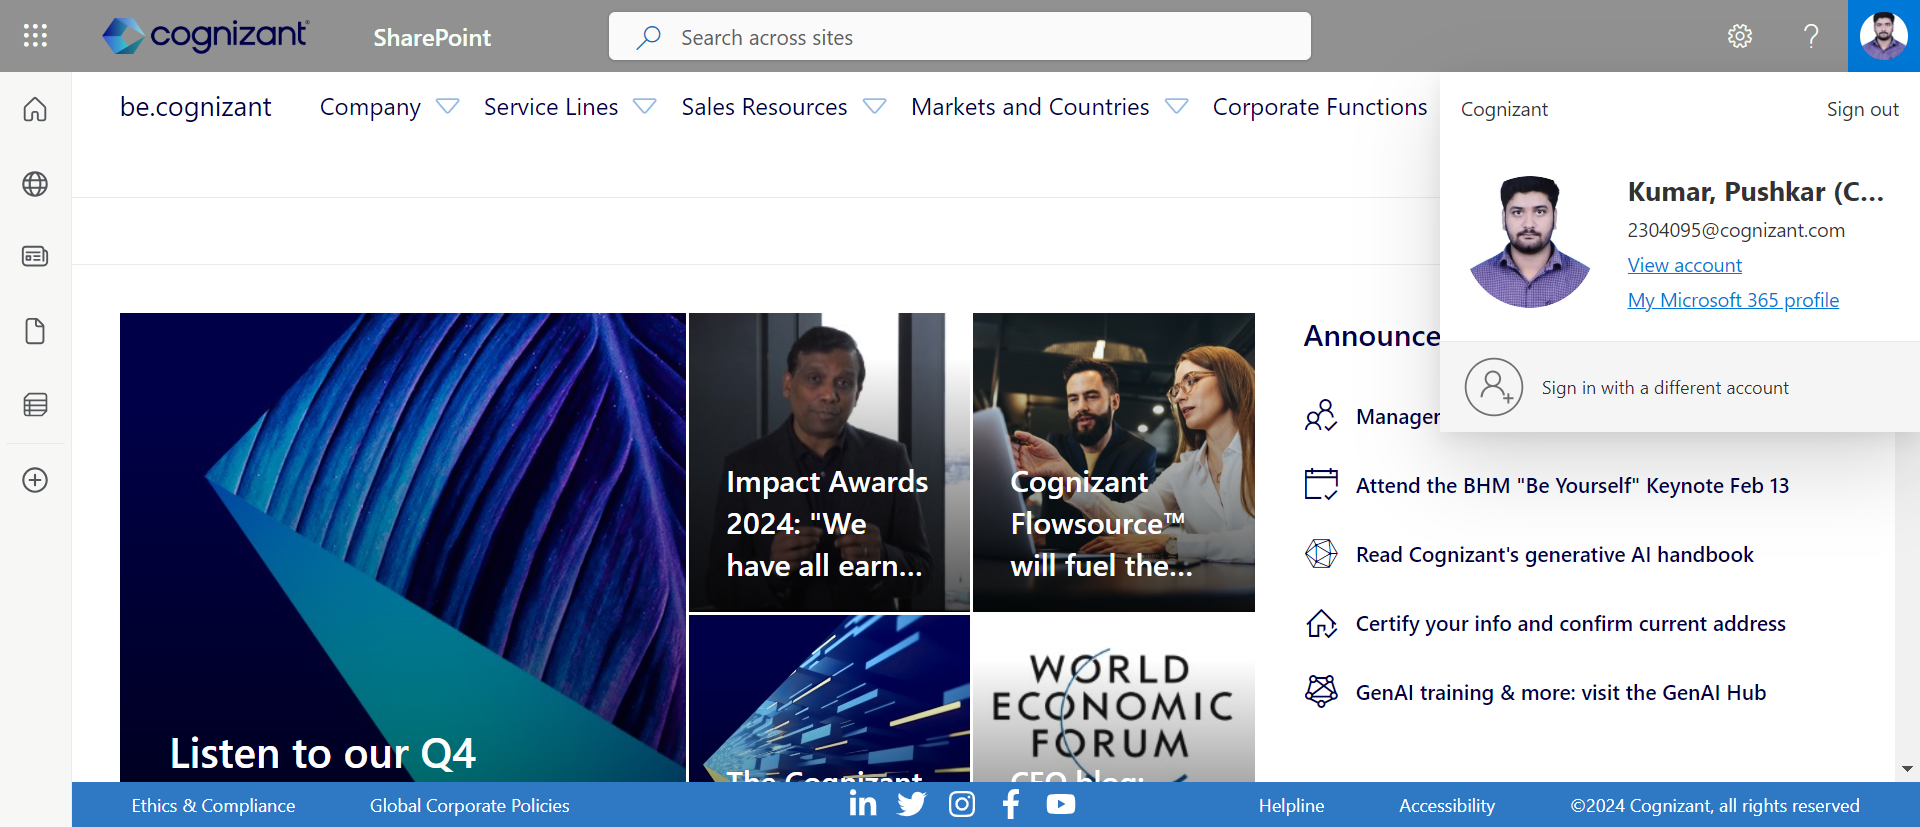 cognizant
SharePoint
Search across sites
?
be.cognizant
Company
Service Lines
Sales Resources
Markets and Countries
Corporate Functions
Cognizant
Sign out
Kumar, Pushkar (C...
2304095@cognizant.com
View account
My Microsoft 365 profile
Sign in with a different account
Listen to our Q4
Impact Awards
2024: "We
have all earn...
Cognizant
Flowsource™
will fuel the...
The Cognizant
WORLD
ECONOMIC
FORUM
CEO blog:
Announce
Manager
Attend the BHM "Be Yourself" Keynote Feb 13
Read Cognizant's generative AI handbook
Certify your info and confirm current address
GenAI training & more: visit the GenAI Hub
Ethics & Compliance
Global Corporate Policies
in
f
Helpline
Accessibility
©2024 Cognizant, all rights reserved